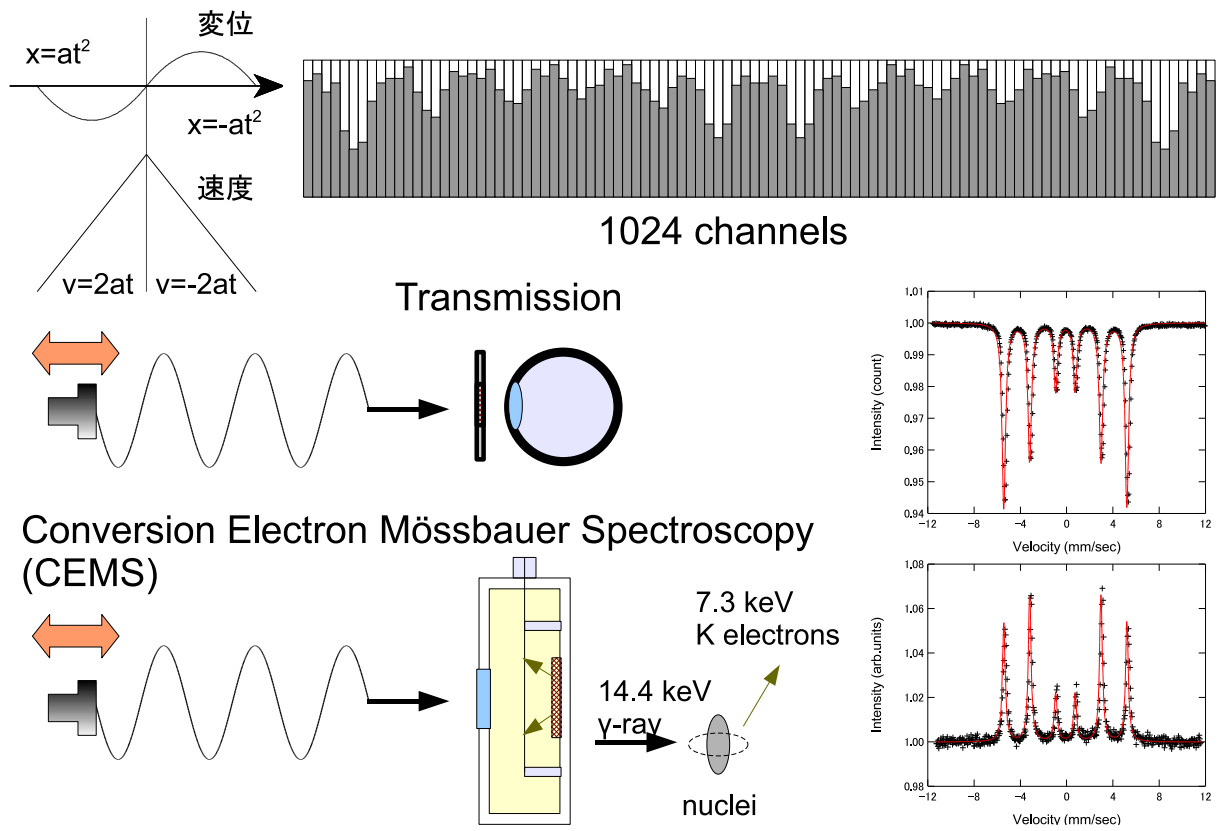 変位
x=at²
x=-at²
速度
v=2at
v=-2at
1024 channels
Transmission
1.01
1.00
0.99
0.98
0.97
0.96
0.95
0.94
Intensity (count)
-12
-8
-4
0
4
8
12
Velocity (mm/sec)
Conversion Electron Mössbauer Spectroscopy
(CEMS)
14.4 keV
γ-ray
7.3 keV
K electrons
nuclei
1.08
1.06
1.04
1.02
1.00
0.98
Intensity (arb.units)
-12
-8
-4
0
4
8
12
Velocity (mm/sec)